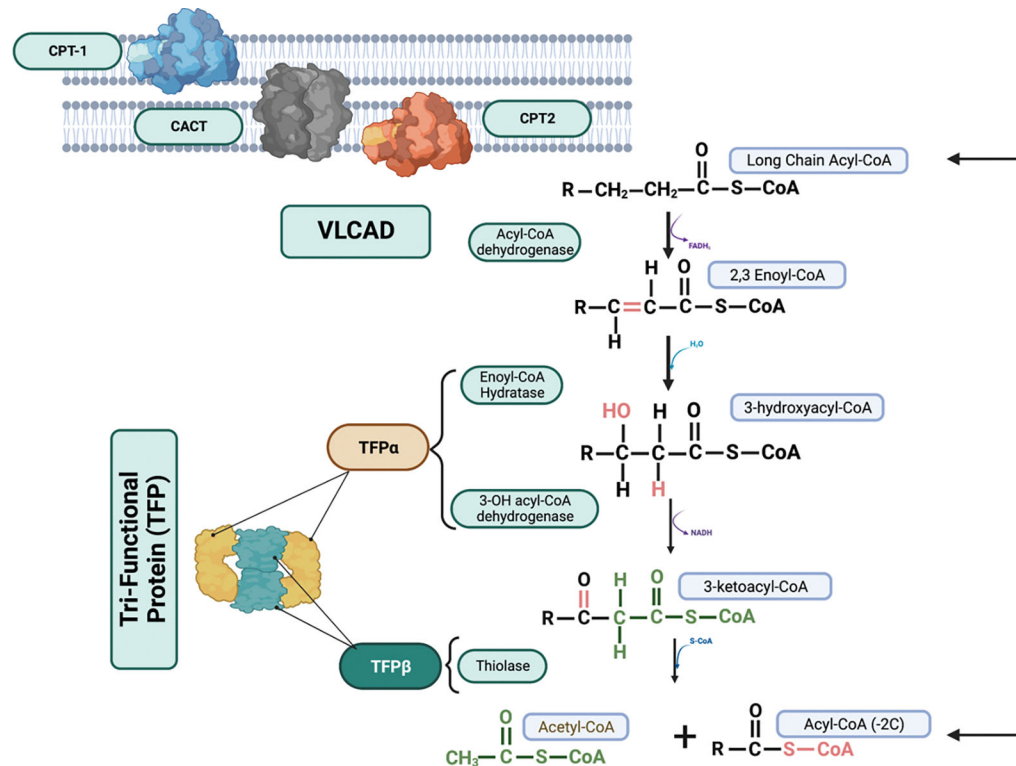 CPT-1
CACT
CPT2
Long Chain Acyl-CoA
O
R–CH₂–CH₂–C–S–CoA
VLCAD
Acyl-CoA
dehydrogenase
FADH₂
2,3 Enoyl-CoA
H O
R–C=C–C–S–CoA
H
H₂O
Enoyl-CoA
Hydratase
3-hydroxyacyl-CoA
HO H O
R–C–C–C–S–CoA
H H
TFPα
3-OH acyl-CoA
dehydrogenase
NADH
Tri-Functional
Protein (TFP)
3-ketoacyl-CoA
O H O
R–C–C–C–S–CoA
H
S-CoA
TFPβ
Thiolase
Acetyl-CoA
O
CH₃–C–S–CoA
+
Acyl-CoA (-2C)
O
R–C–S–CoA